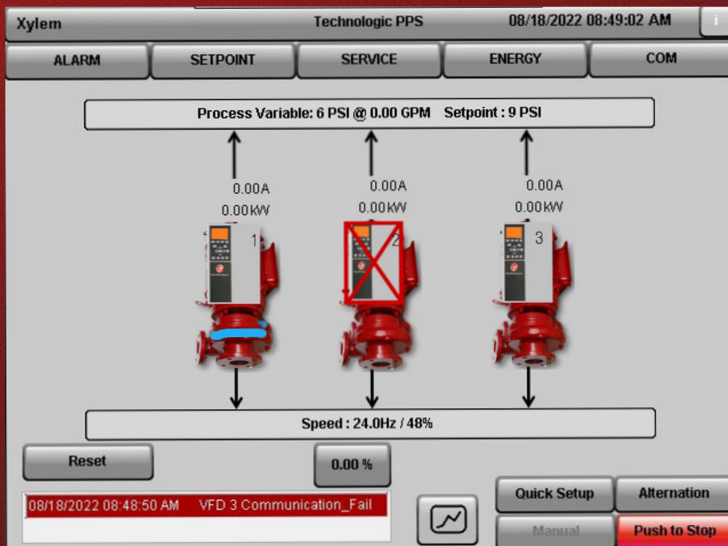 Xylem Technologic PPS 08/18/2022 08:49:02 AM i
ALARM SETPOINT SERVICE ENERGY COM
Process Variable: 6 PSI @ 0.00 GPM Setpoint : 9 PSI
0.00A 0.00A 0.00A
0.00kW 0.00kW 0.00kW
1 2 3
Speed : 24.0Hz / 48%
Reset 0.00 %
08/18/2022 08:48:50 AM VFD 3 Communication_Fail
Quick Setup Alternation
Manual Push to Stop